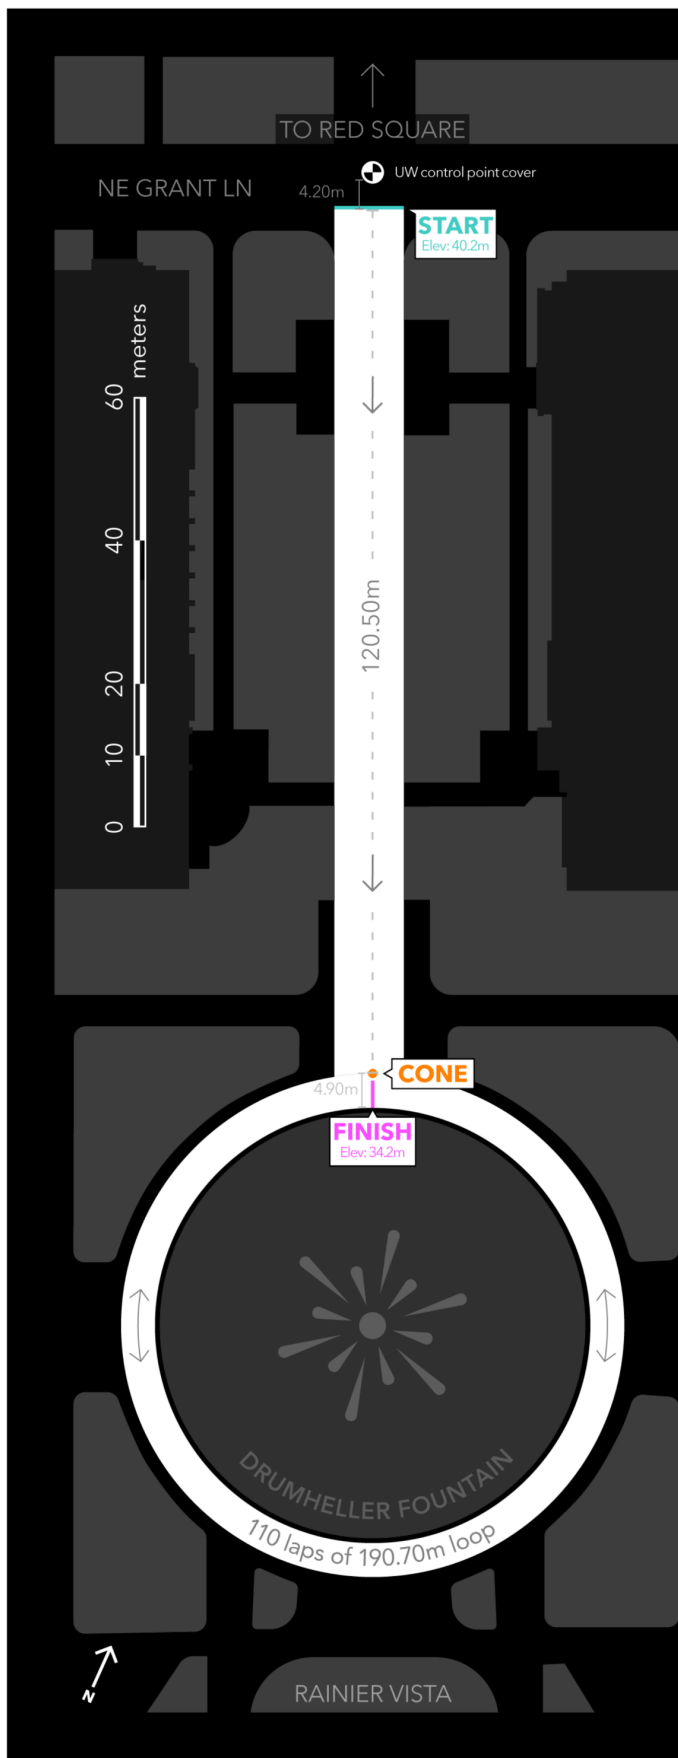 TO RED SQUARE
UW control point cover
NE GRANT LN
4.20m
START
Elev: 40.2m
meters
60
40
20
10
0
120.50m
CONE
4.90m
FINISH
Elev: 34.2m
DRUMHELLER FOUNTAIN
110 laps of 190.70m loop
N
RAINIER VISTA